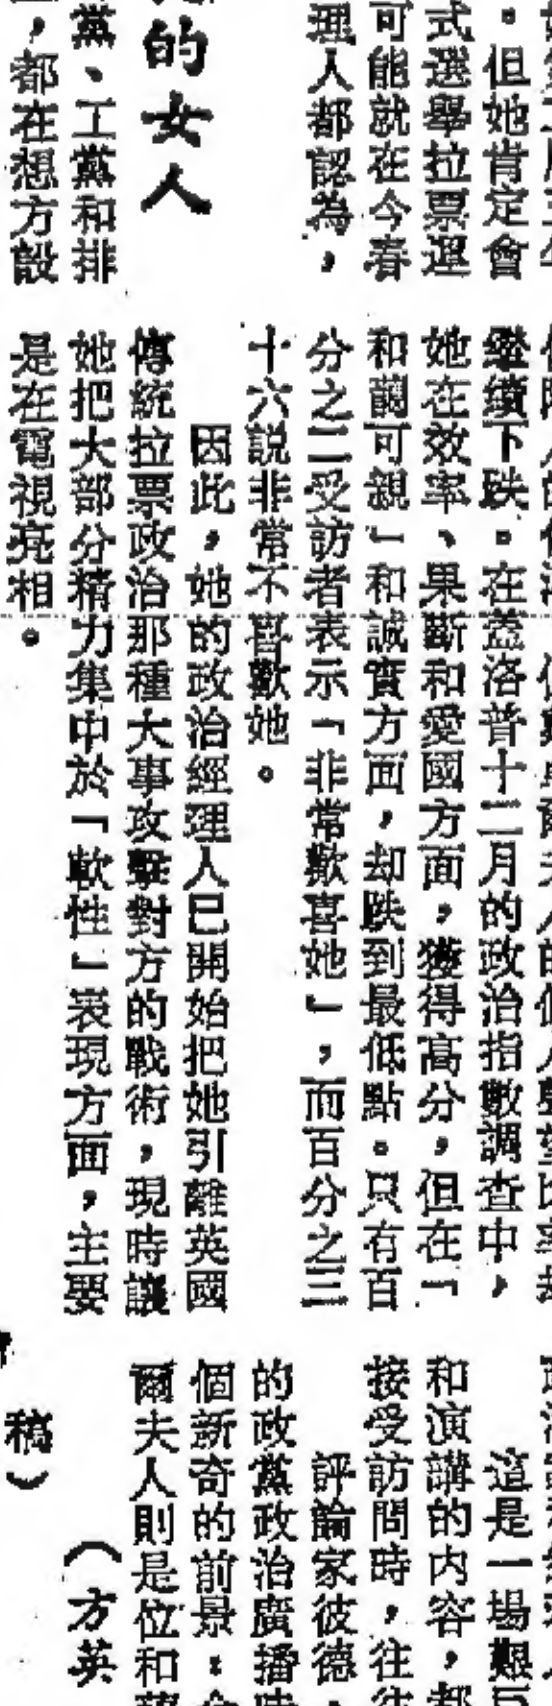 。但她肯定會
式選舉拉票運
可能就在今春
理人都認為，
的女人
黨、工黨和排
，都在想方設
繼續下跌。在蓋洛普十二月的政治指數調查中，
她在效率、果斷和愛國方面，獲得高分，但在「
和藹可親」和誠實方面，却跌到最低點。只有百
分之二受訪者表示「非常歡喜她」，而百分之三
十六說非常不喜歡她。
因此，她的政治經理人已開始把她引離英國
傳統拉票政治那種大事攻擊對方的戰術，現時讓
她把大部分精力集中於「軟性」表現方面，主要
是在電視亮相。
這是一場艱
和演講的內容，都
接受訪問時，往
評論家彼德
的政黨政治廣播
個新奇的前景：
爾夫人則是位和
（方英
稿）